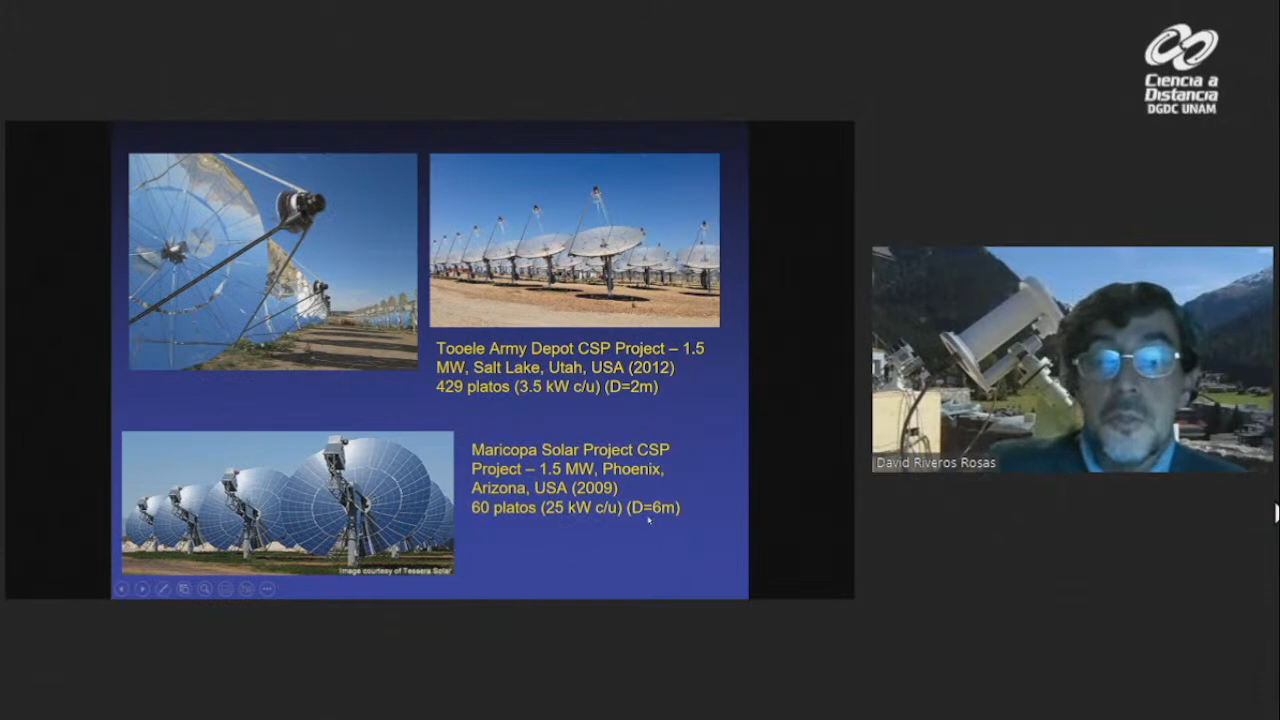 Ciencia a
Distancia
DGDC UNAM
Tooele Army Depot CSP Project – 1.5
MW, Salt Lake, Utah, USA (2012)
429 platos (3.5 kW c/u) (D=2m)
Maricopa Solar Project CSP
Project – 1.5 MW, Phoenix,
Arizona, USA (2009)
60 platos (25 kW c/u) (D=6m)
Image courtesy of Tessera Solar
David Riveros Rosas